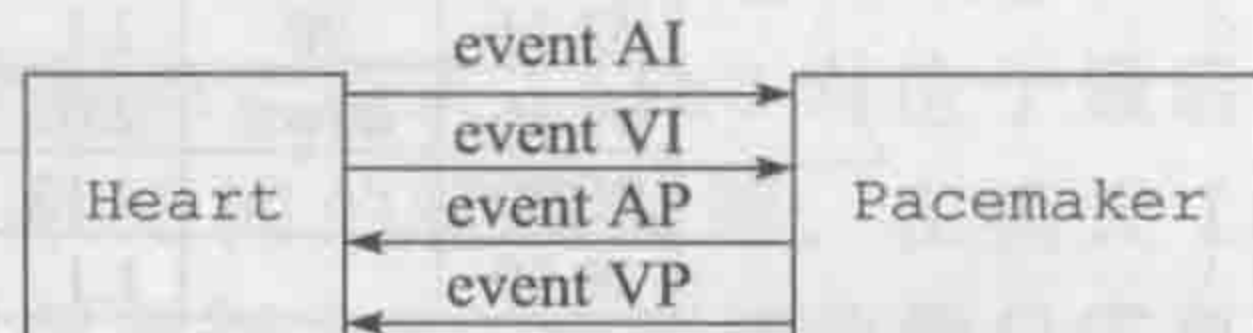 event AI
event VI
Heart
event AP
Pacemaker
event VP